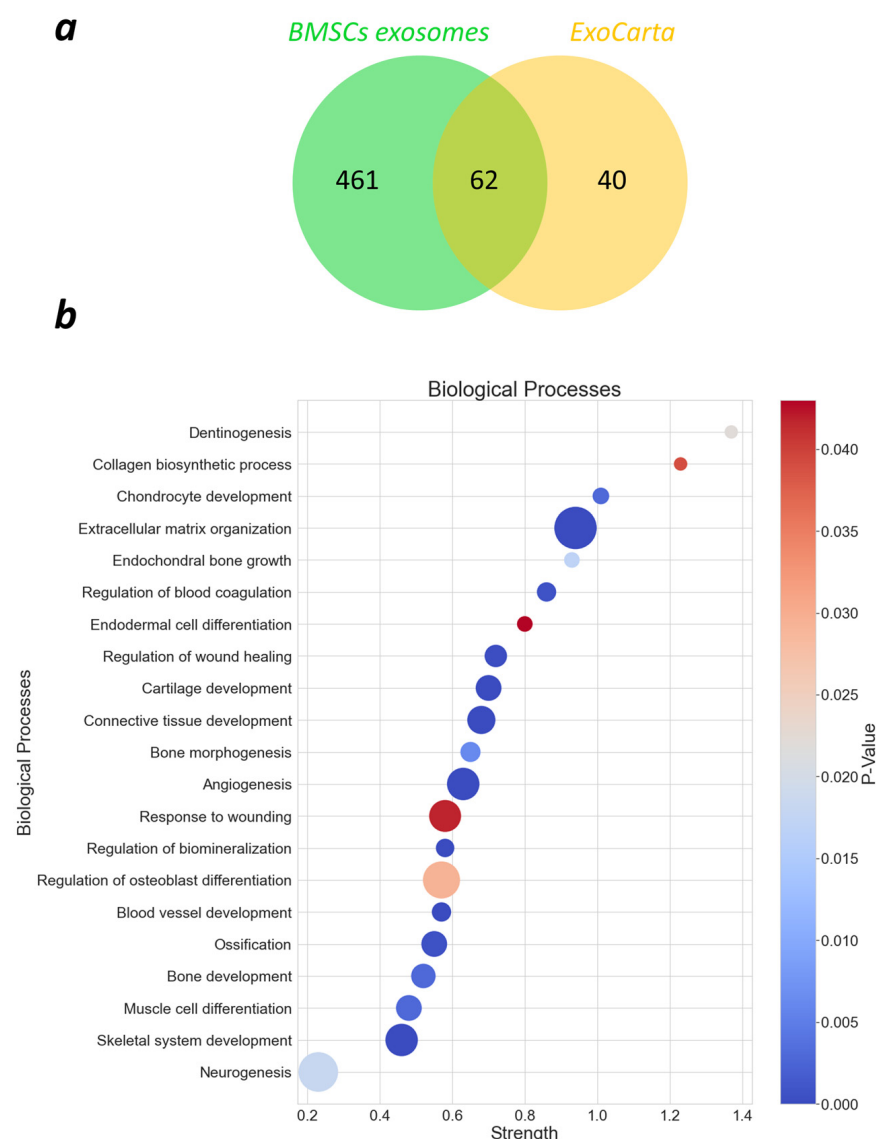 a
BMSCs exosomes
ExoCarta
461
62
40
b
Biological Processes
Dentinogenesis
Collagen biosynthetic process
Chondrocyte development
Extracellular matrix organization
Endochondral bone growth
Regulation of blood coagulation
Endodermal cell differentiation
Regulation of wound healing
Cartilage development
Connective tissue development
Bone morphogenesis
Angiogenesis
Response to wounding
Regulation of biomineralization
Regulation of osteoblast differentiation
Blood vessel development
Ossification
Bone development
Muscle cell differentiation
Skeletal system development
Neurogenesis
Biological Processes
0.2 0.4 0.6 0.8 1.0 1.2 1.4
Strength
0.040
0.035
0.030
0.025
0.020
0.015
0.010
0.005
0.000
P-Value